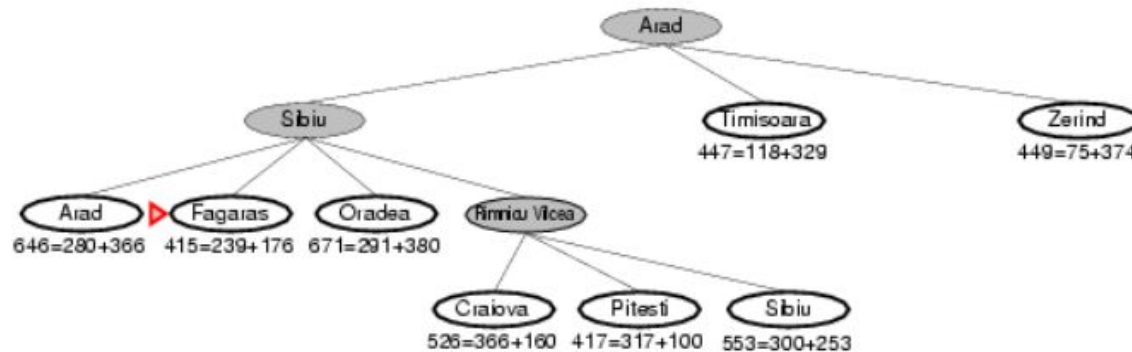 Arad
Sibiu
Timisoara
Zerind
447=118+329
449=75+374
Arad
Fagaras
Oradea
Rimnicu Vilcea
646=280+366
415=239+176
671=291+380
Craiova
Pitesti
Sibiu
526=366+160
417=317+100
553=300+253